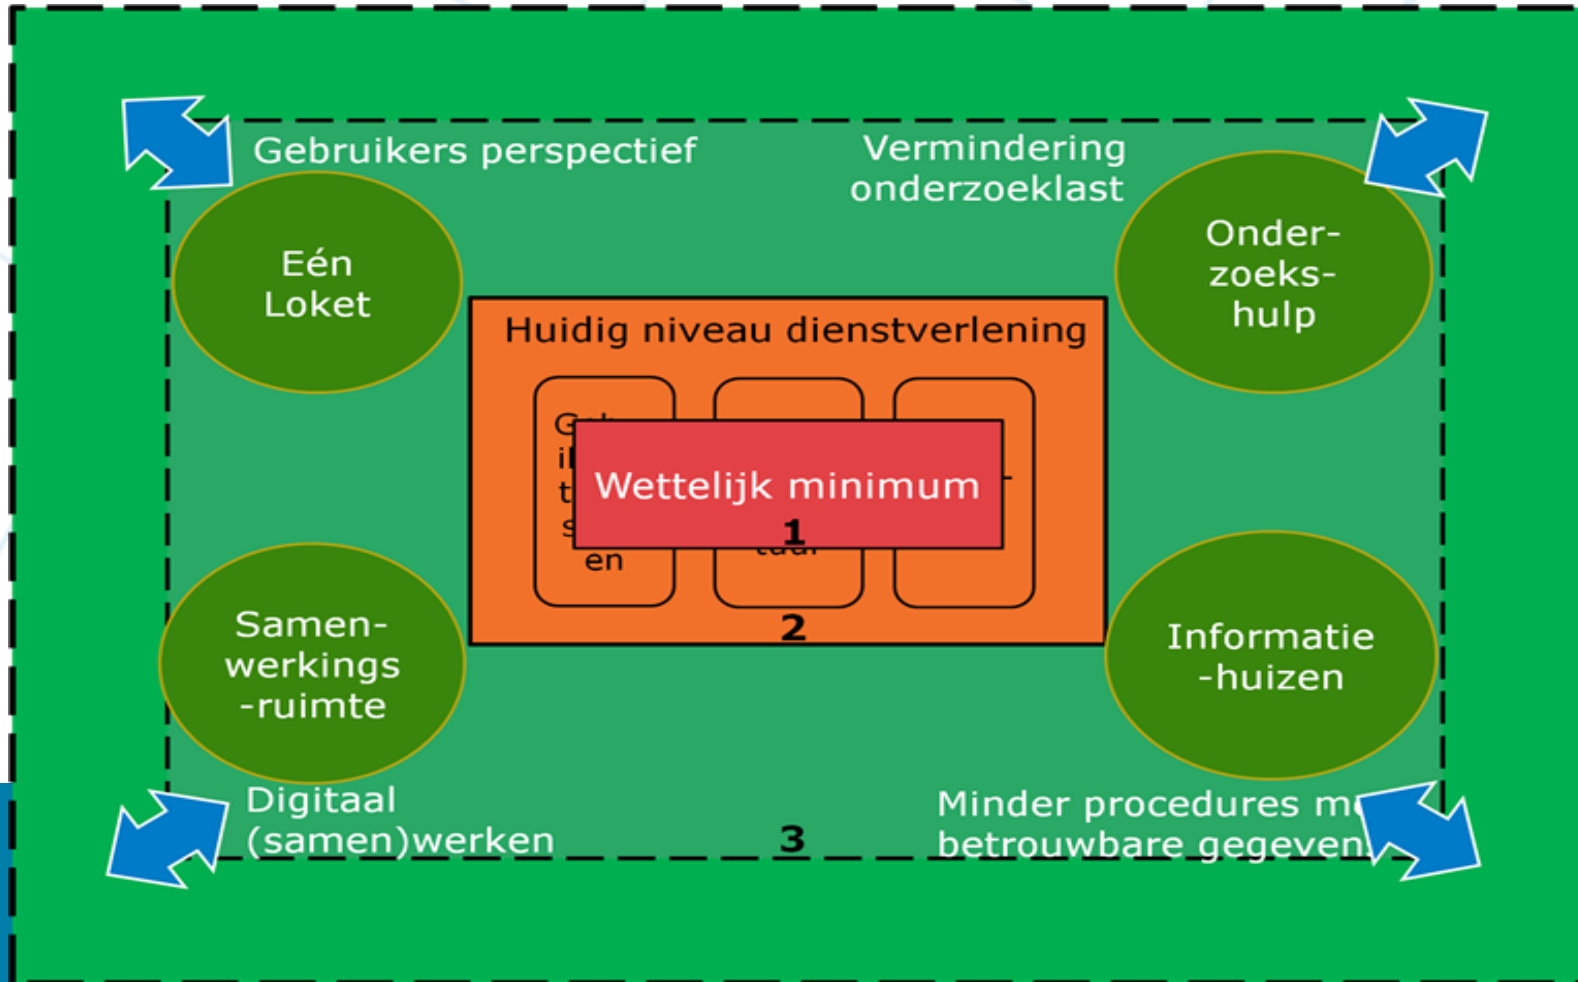 Gebruikers perspectief
Vermindering
onderzoeklast
Eén
Loket
Onder-
zoeks-
hulp
Huidig niveau dienstverlening
Wettelijk minimum
1
en
2
Samen-
werkings
-ruimte
Informatie
-huizen
Digitaal
(samen)werken
Minder procedures
betrouwbare
3